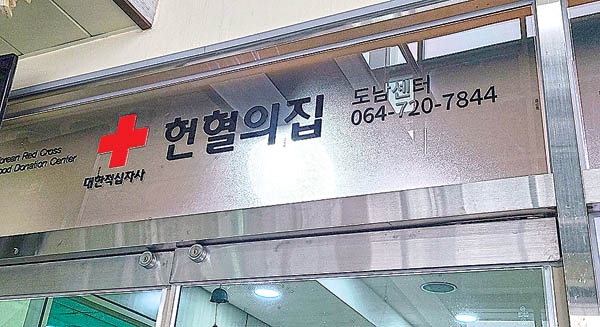 Korean Red Cross
Blood Donation Center
대한적십자사
헌혈의집
도남센터
064-720-7844